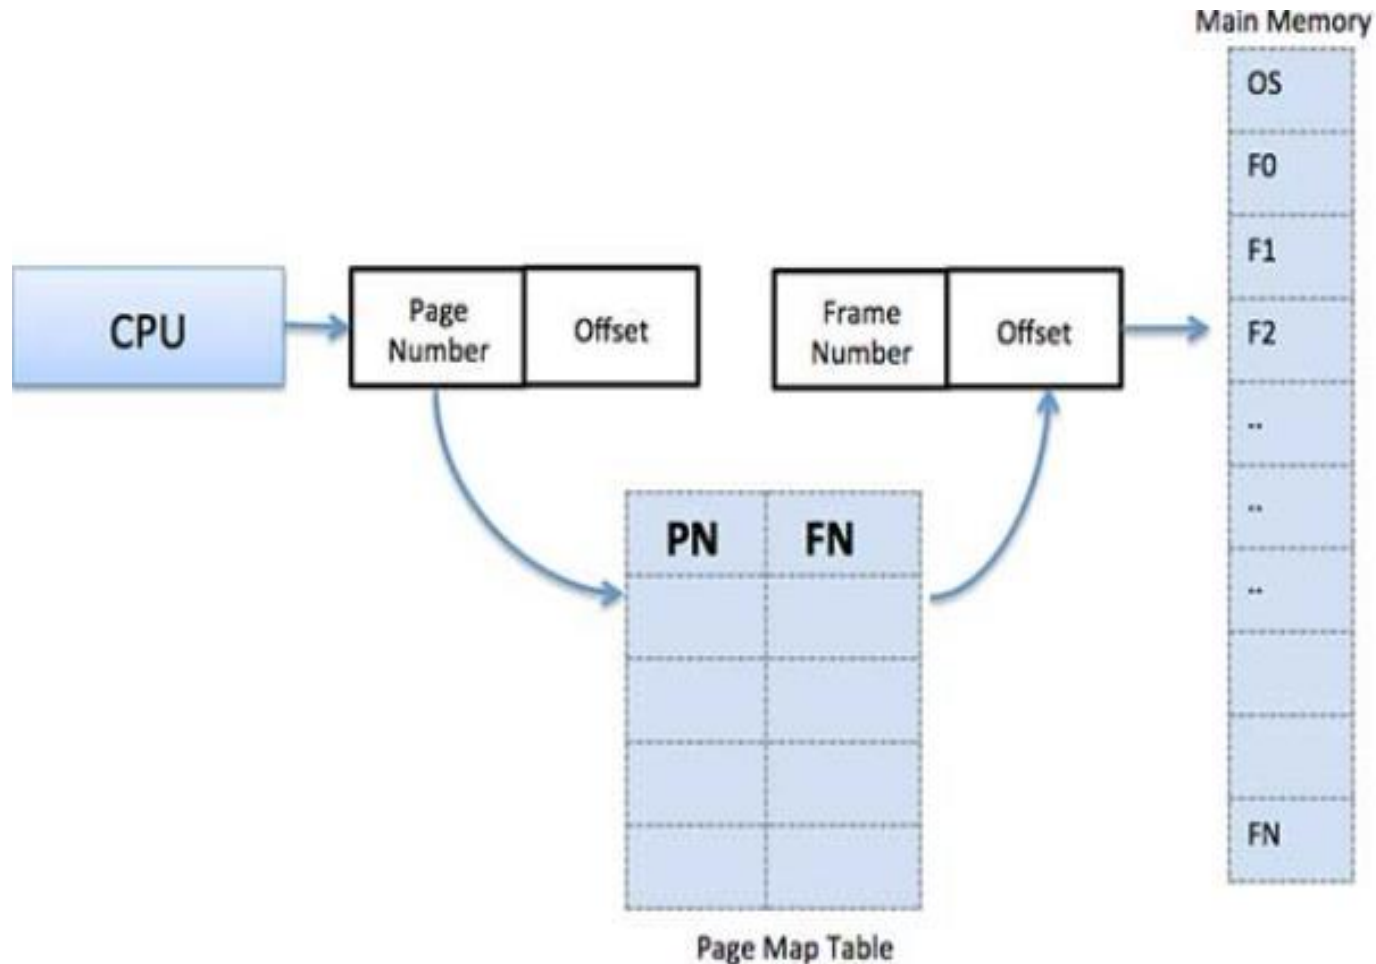 Main Memory
OS
F0
F1
F2
..
..
..
FN
CPU
Page
Number
Offset
Frame
Number
Offset
PN FN
Page Map Table